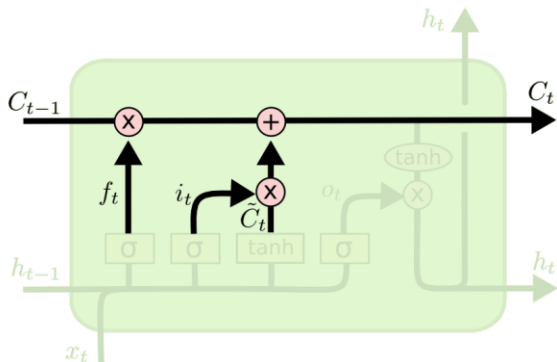 h_t
C_{t-1} × + C_t
tanh
f_t i_t × o_t ×
C̃_t
σ σ tanh σ
h_{t-1} h_t
x_t